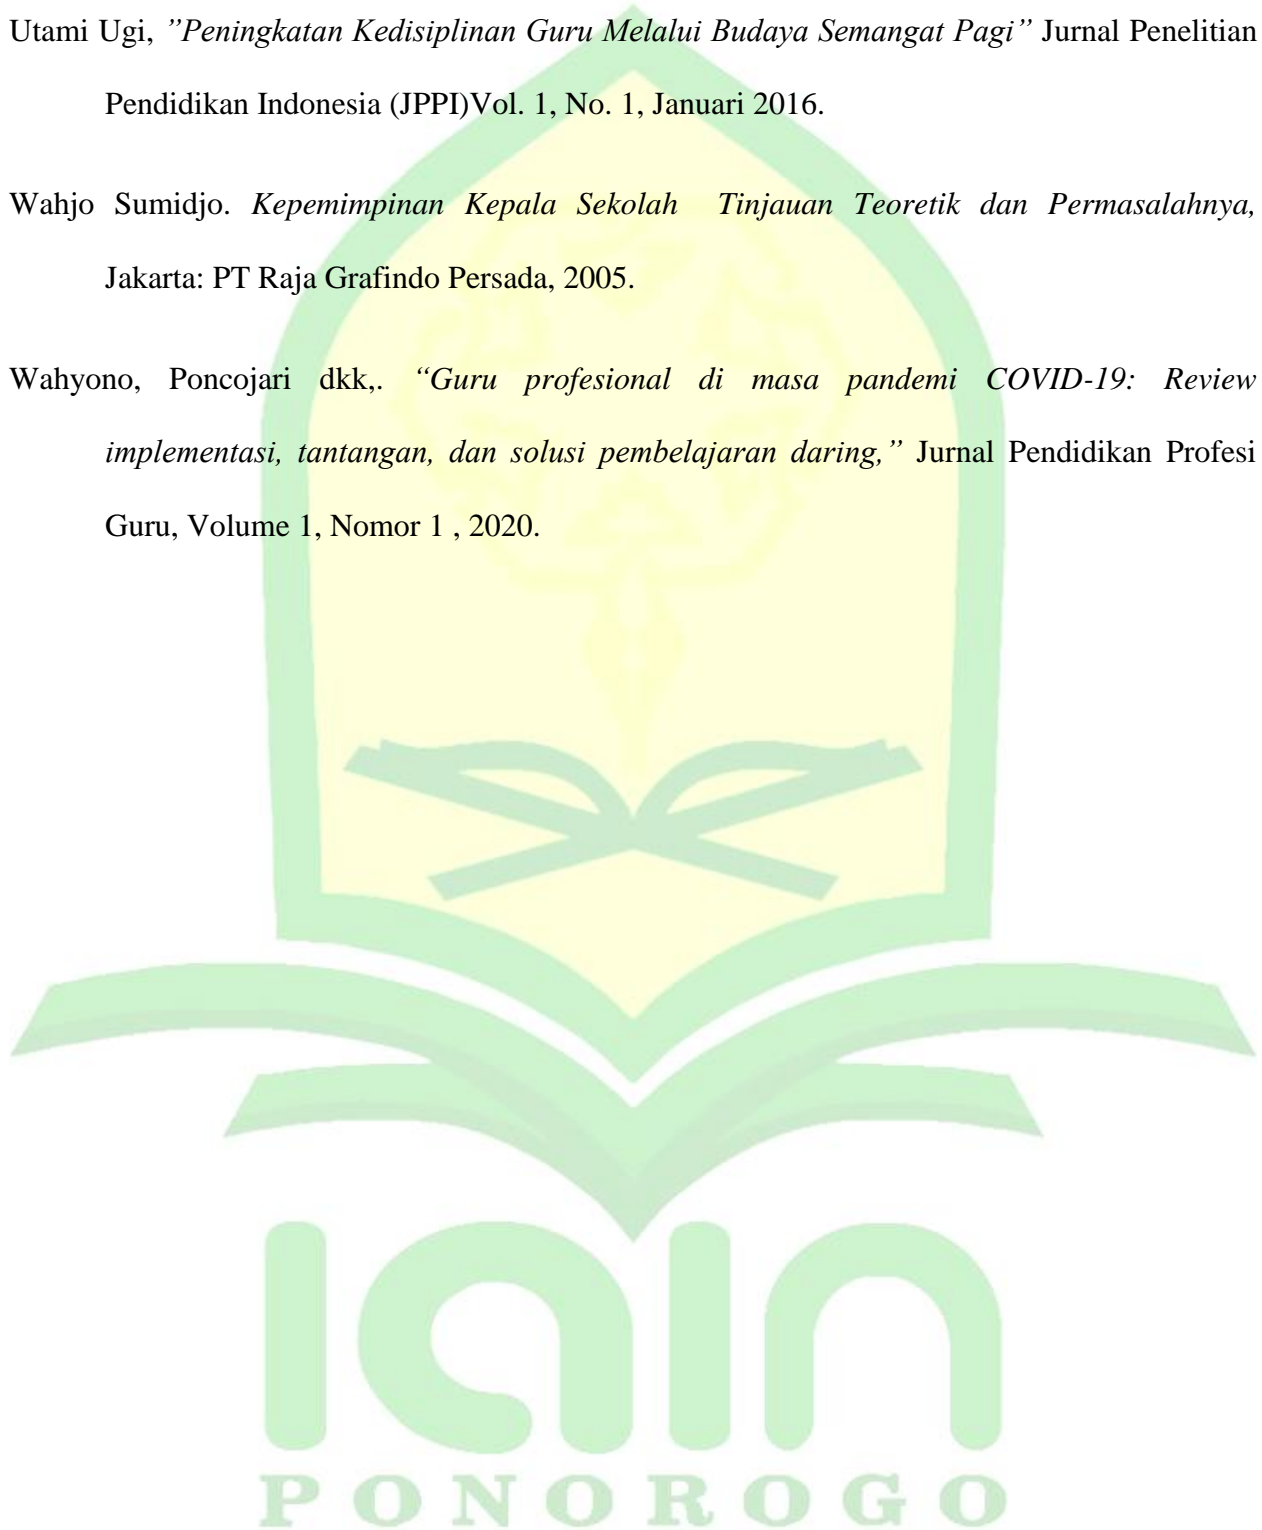 Utami Ugi, ”Peningkatan Kedisiplinan Guru Melalui Budaya Semangat Pagi” Jurnal Penelitian
Pendidikan Indonesia (JPPI)Vol. 1, No. 1, Januari 2016.
Wahjo Sumidjo. Kepemimpinan Kepala Sekolah Tinjauan Teoretik dan Permasalahnya,
Jakarta: PT Raja Grafindo Persada, 2005.
Wahyono, Poncojari dkk,. “Guru profesional di masa pandemi COVID-19: Review
implementasi, tantangan, dan solusi pembelajaran daring,” Jurnal Pendidikan Profesi
Guru, Volume 1, Nomor 1 , 2020.
iain
PONOROGO